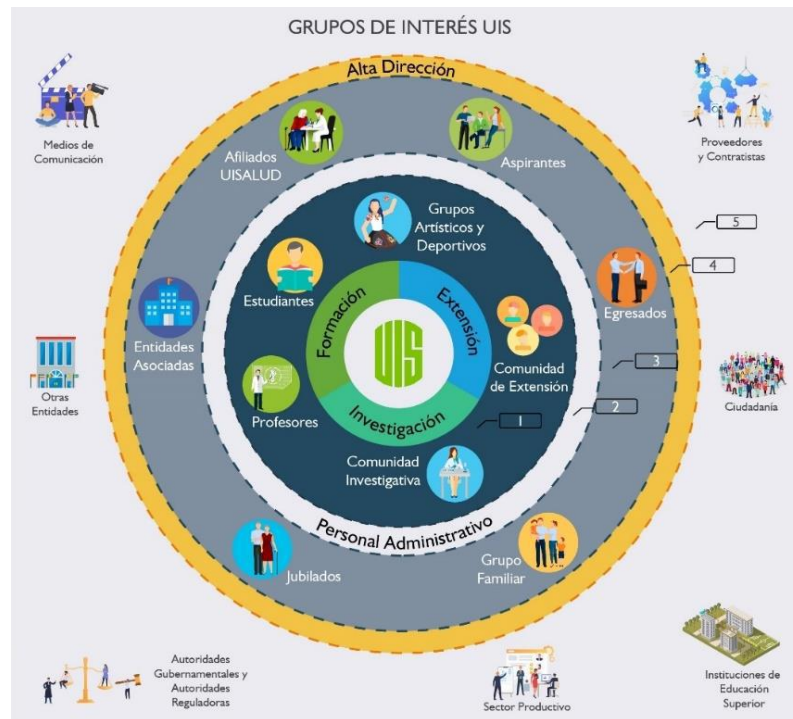 GRUPOS DE INTERÉS UIS
Alta Dirección
Medios de
Comunicación
Proveedores
y Contratistas
Afiliados
UISALUD
Aspirantes
Grupos
Artísticos y
Deportivos
5
4
Estudiantes
Formación
Extensión
UIS
Egresados
Entidades
Asociadas
Comunidad
de Extensión
3
Otras
Entidades
Ciudadanía
2
Profesores
Investigación
1
Comunidad
Investigativa
Personal Administrativo
Jubilados
Grupo
Familiar
Autoridades
Gubernamentales y
Autoridades
Reguladoras
Sector Productivo
Instituciones de
Educación
Superior